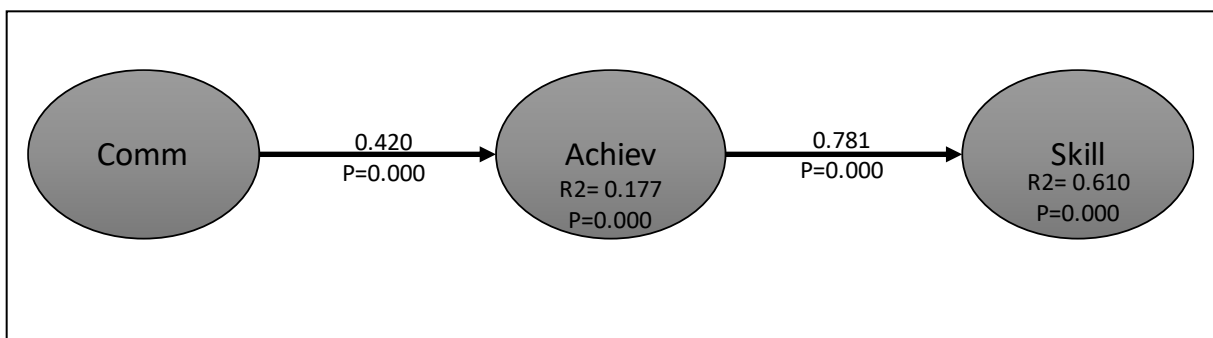 Comm
0.420
P=0.000
Achiev
R2= 0.177
P=0.000
0.781
P=0.000
Skill
R2= 0.610
P=0.000